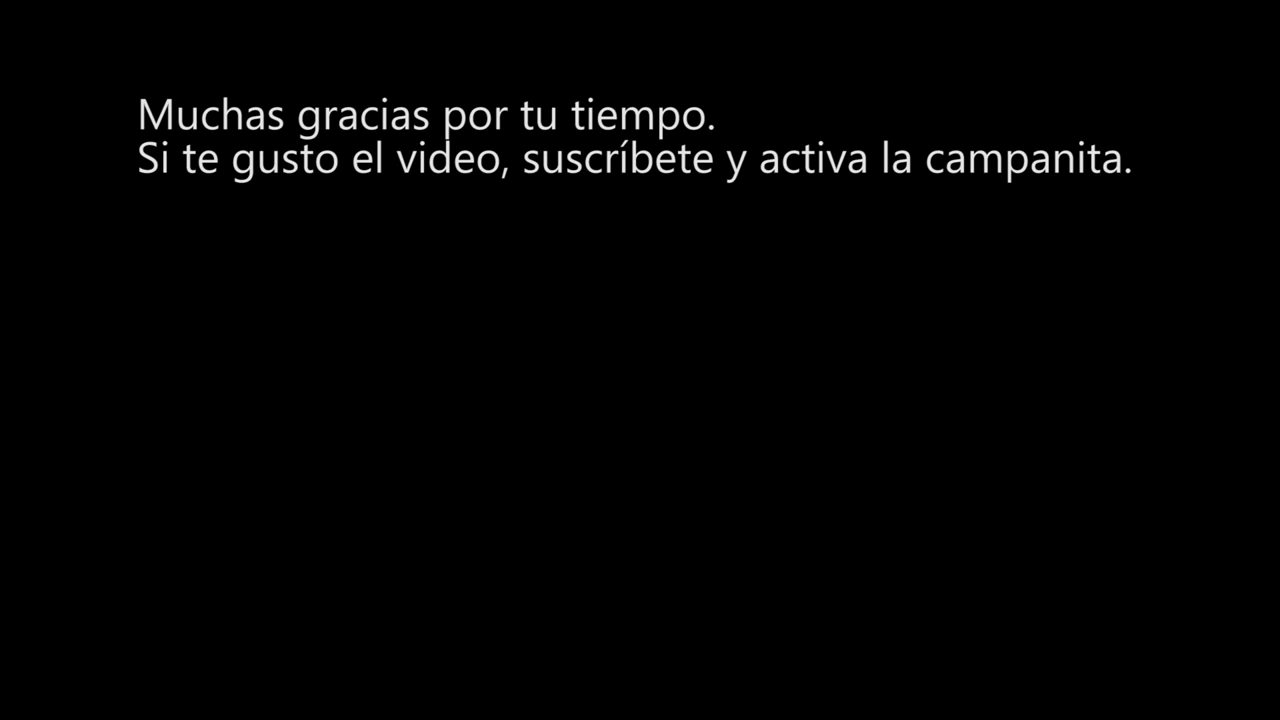 Muchas gracias por tu tiempo.
Si te gusto el video, suscríbete y activa la campanita.